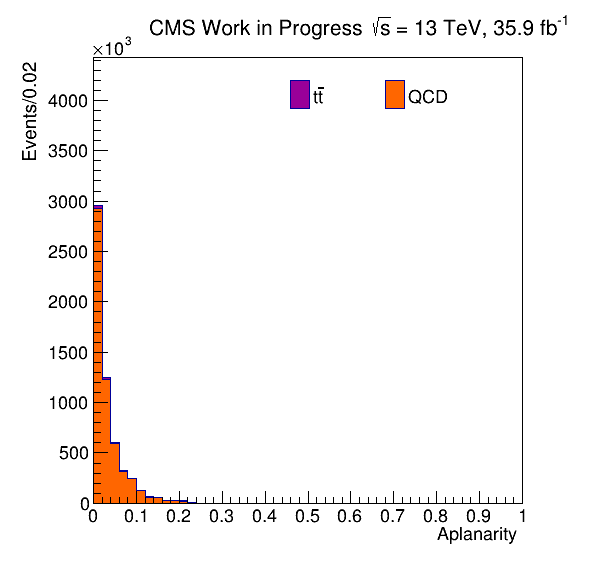 CMS Work in Progress √s = 13 TeV, 35.9 fb⁻¹
×10³
Events/0.02
tt̄
QCD
4000
3500
3000
2500
2000
1500
1000
500
0
0 0.1 0.2 0.3 0.4 0.5 0.6 0.7 0.8 0.9 1
Aplanarity